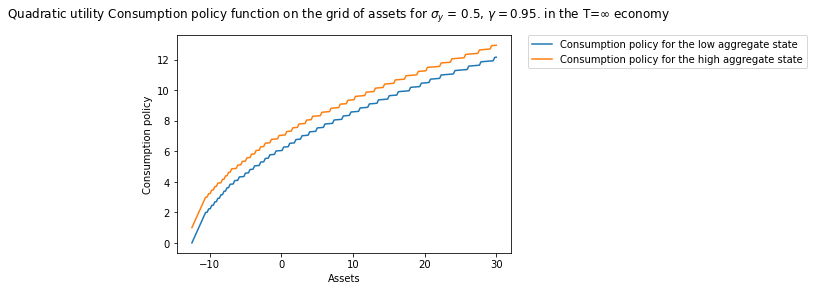 Quadratic utility Consumption policy function on the grid of assets for σ_y = 0.5, γ = 0.95. in the T=∞ economy
Consumption policy for the low aggregate state
Consumption policy for the high aggregate state
Consumption policy
12
10
8
6
4
2
0
−10 0 10 20 30
Assets